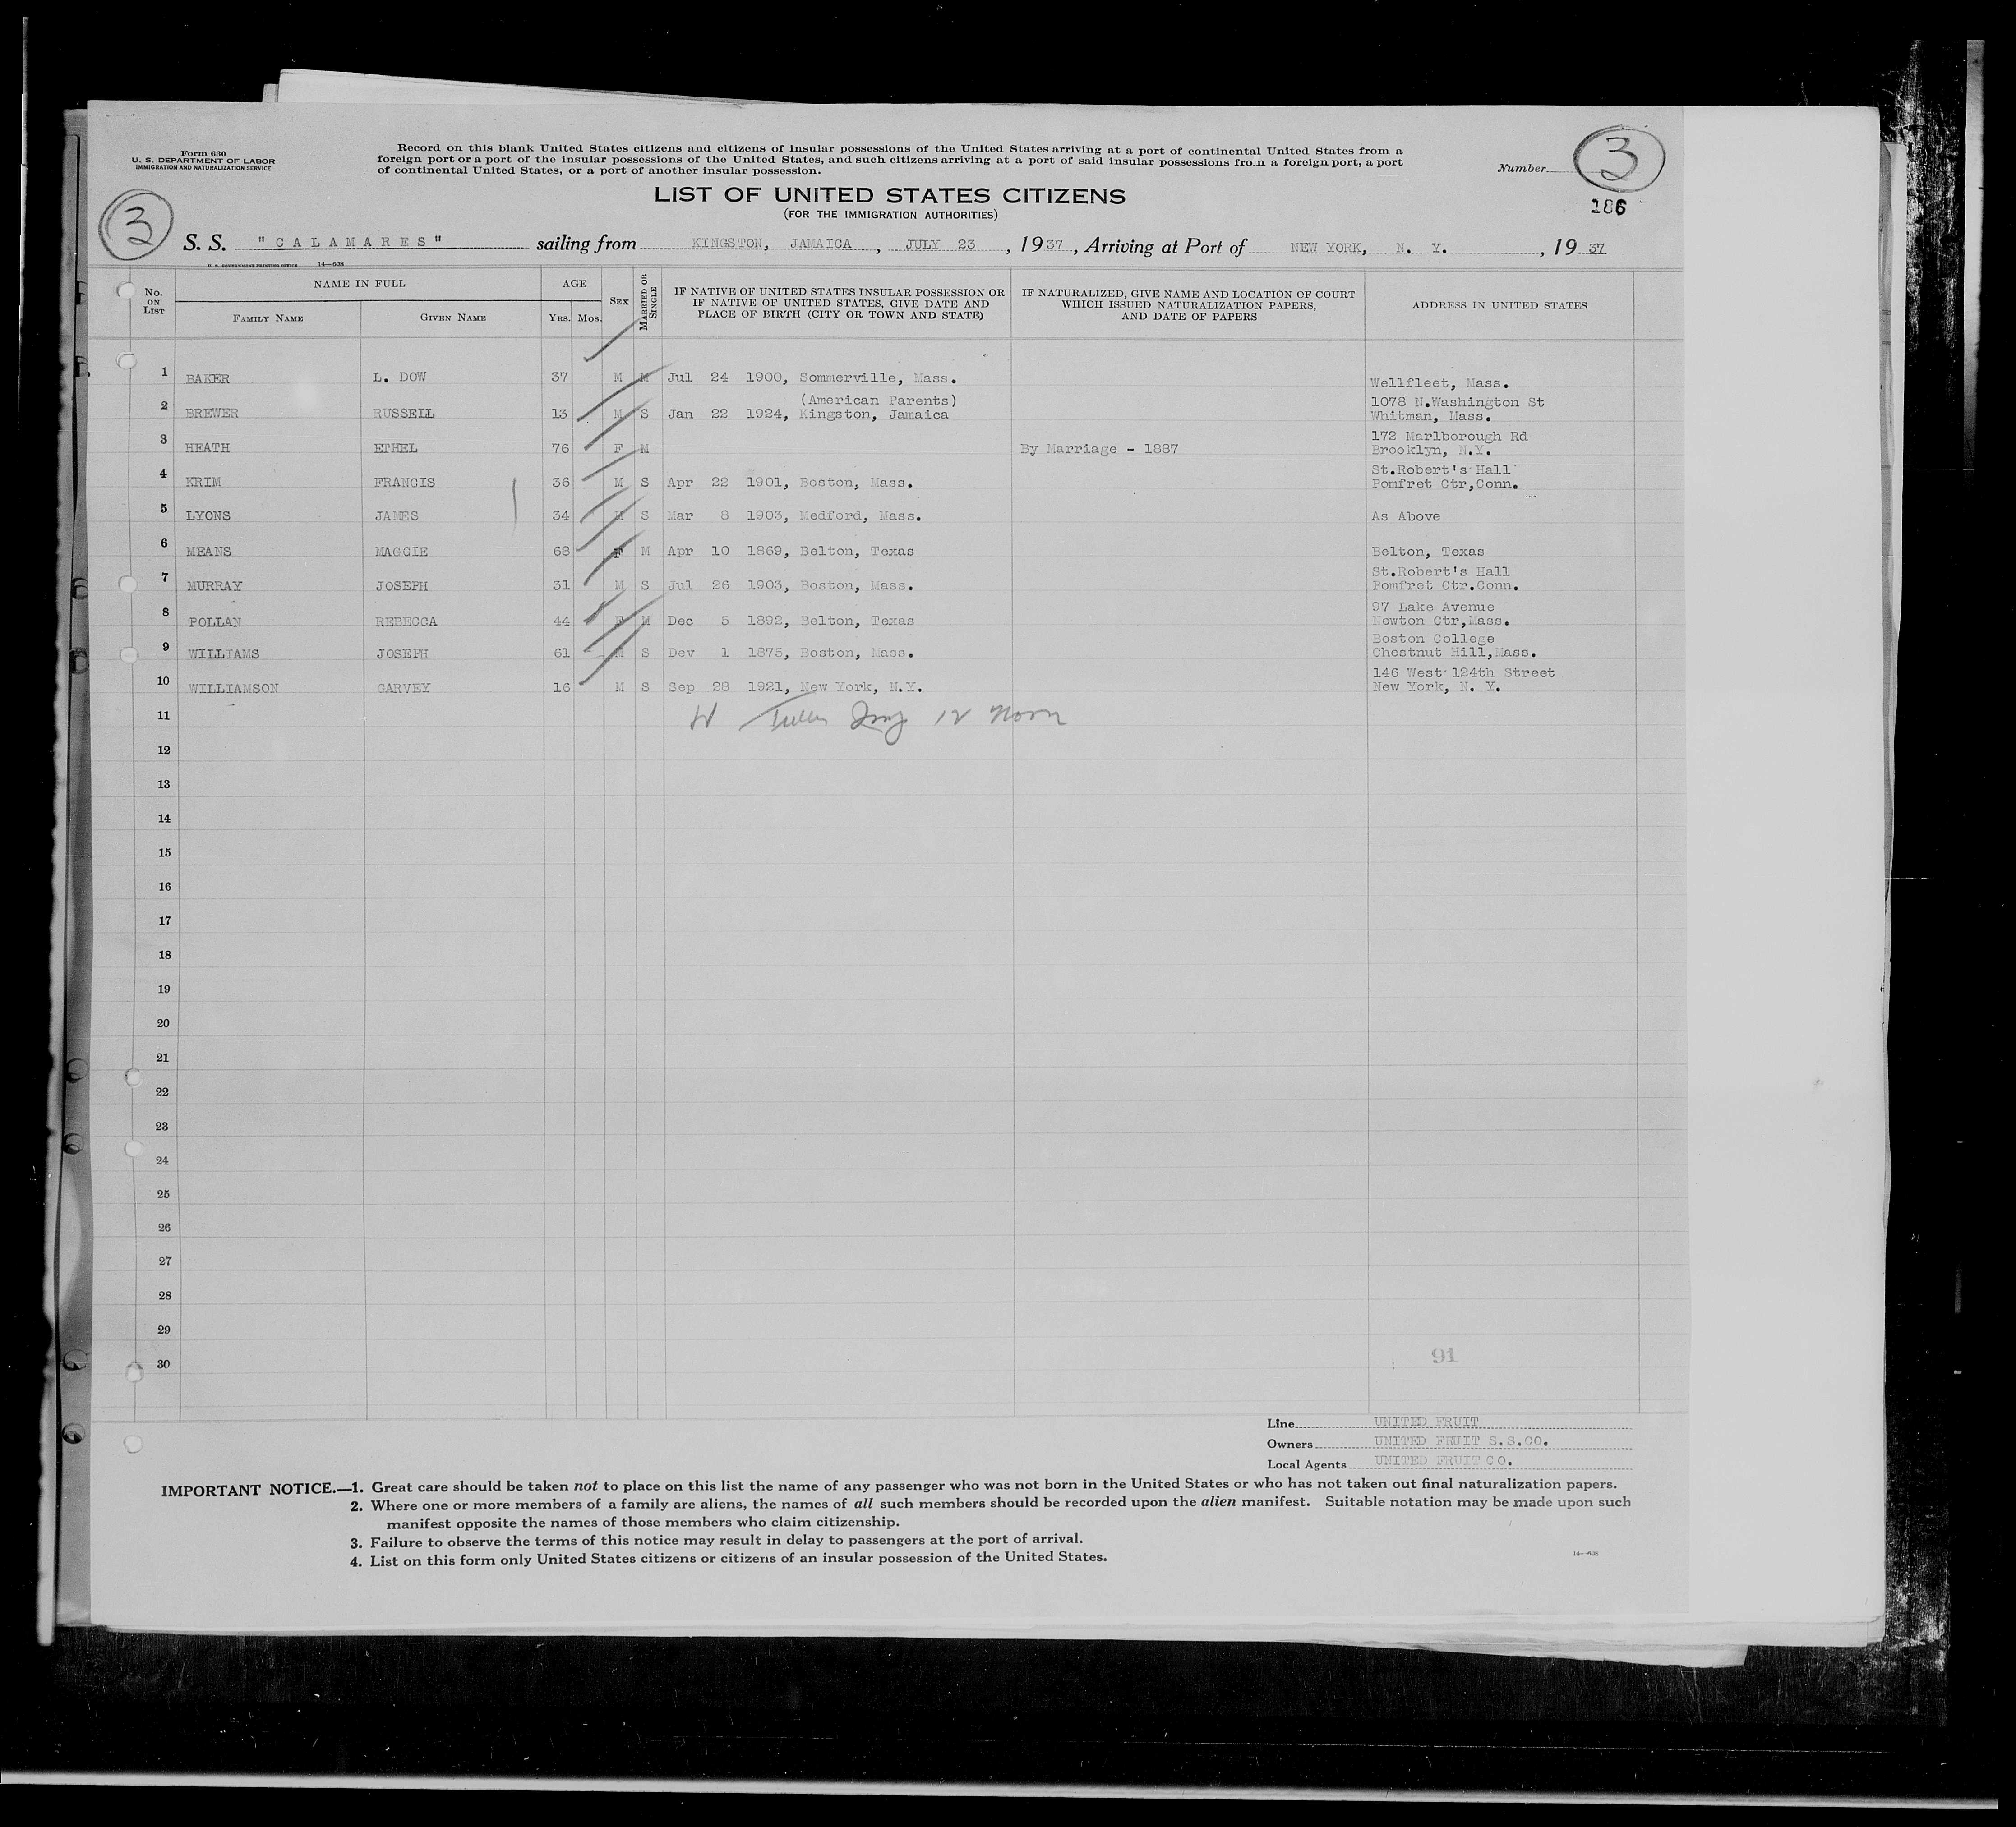 Form 630
U. S. DEPARTMENT OF LABOR
IMMIGRATION AND NATURALIZATION SERVICE
Record on this blank United States citizens and citizens of insular possessions of the United States arriving at a port of continental United States from a
foreign port or a port of the insular possessions of the United States, and such citizens arriving at a port of said insular possessions from a foreign port, a port
of continental United States, or a port of another insular possession.
Number 3
186
LIST OF UNITED STATES CITIZENS
(FOR THE IMMIGRATION AUTHORITIES)
3
S. S. "CALAMARES" sailing from KINGSTON, JAMAICA, JULY 23, 1937, Arriving at Port of NEW YORK, N. Y., 1937
U. S. GOVERNMENT PRINTING OFFICE 14—608
No. ON LIST NAME IN FULL AGE SEX MARRIED OR SINGLE IF NATIVE OF UNITED STATES INSULAR POSSESSION OR IF NATIVE OF UNITED STATES, GIVE DATE AND PLACE OF BIRTH (CITY OR TOWN AND STATE) IF NATURALIZED, GIVE NAME AND LOCATION OF COURT WHICH ISSUED NATURALIZATION PAPERS, AND DATE OF PAPERS ADDRESS IN UNITED STATES
FAMILY NAME GIVEN NAME YRS. MOS.
1 BAKER L. DOW 37 M M Jul 24 1900, Sommerville, Mass. Wellfleet, Mass.
(American Parents) 1078 N.Washington St
2 BREWER RUSSELL 13 M S Jan 22 1924, Kingston, Jamaica Whitman, Mass.
172 Marlborough Rd
3 HEATH ETHEL 76 F M By Marriage - 1887 Brooklyn, N.Y.
St.Robert's Hall
4 KRIM FRANCIS 36 M S Apr 22 1901, Boston, Mass. Pomfret Ctr,Conn.
5 LYONS JAMES 34 M S Mar 8 1903, Medford, Mass. As Above
6 MEANS MAGGIE 68 F M Apr 10 1869, Belton, Texas Belton, Texas
St.Robert's Hall
7 MURRAY JOSEPH 31 M S Jul 26 1903, Boston, Mass. Pomfret Ctr.Conn.
97 Lake Avenue
8 POLLAN REBECCA 44 F M Dec 5 1892, Belton, Texas Newton Ctr,Mass.
Boston College
9 WILLIAMS JOSEPH 61 M S Dev 1 1875, Boston, Mass. Chestnut Hill,Mass.
146 West 124th Street
10 WILLIAMSON GARVEY 16 M S Sep 28 1921, New York, N.Y. New York, N. Y.
11 12 Noon
12
13
14
15
16
17
18
19
20
21
22
23
24
25
26
27
28
29
30 91
Line UNITED FRUIT
Owners UNITED FRUIT S.S.CO.
Local Agents UNITED FRUIT CO.
IMPORTANT NOTICE.—1. Great care should be taken not to place on this list the name of any passenger who was not born in the United States or who has not taken out final naturalization papers.
2. Where one or more members of a family are aliens, the names of all such members should be recorded upon the alien manifest. Suitable notation may be made upon such
manifest opposite the names of those members who claim citizenship.
3. Failure to observe the terms of this notice may result in delay to passengers at the port of arrival.
4. List on this form only United States citizens or citizens of an insular possession of the United States.
14—608